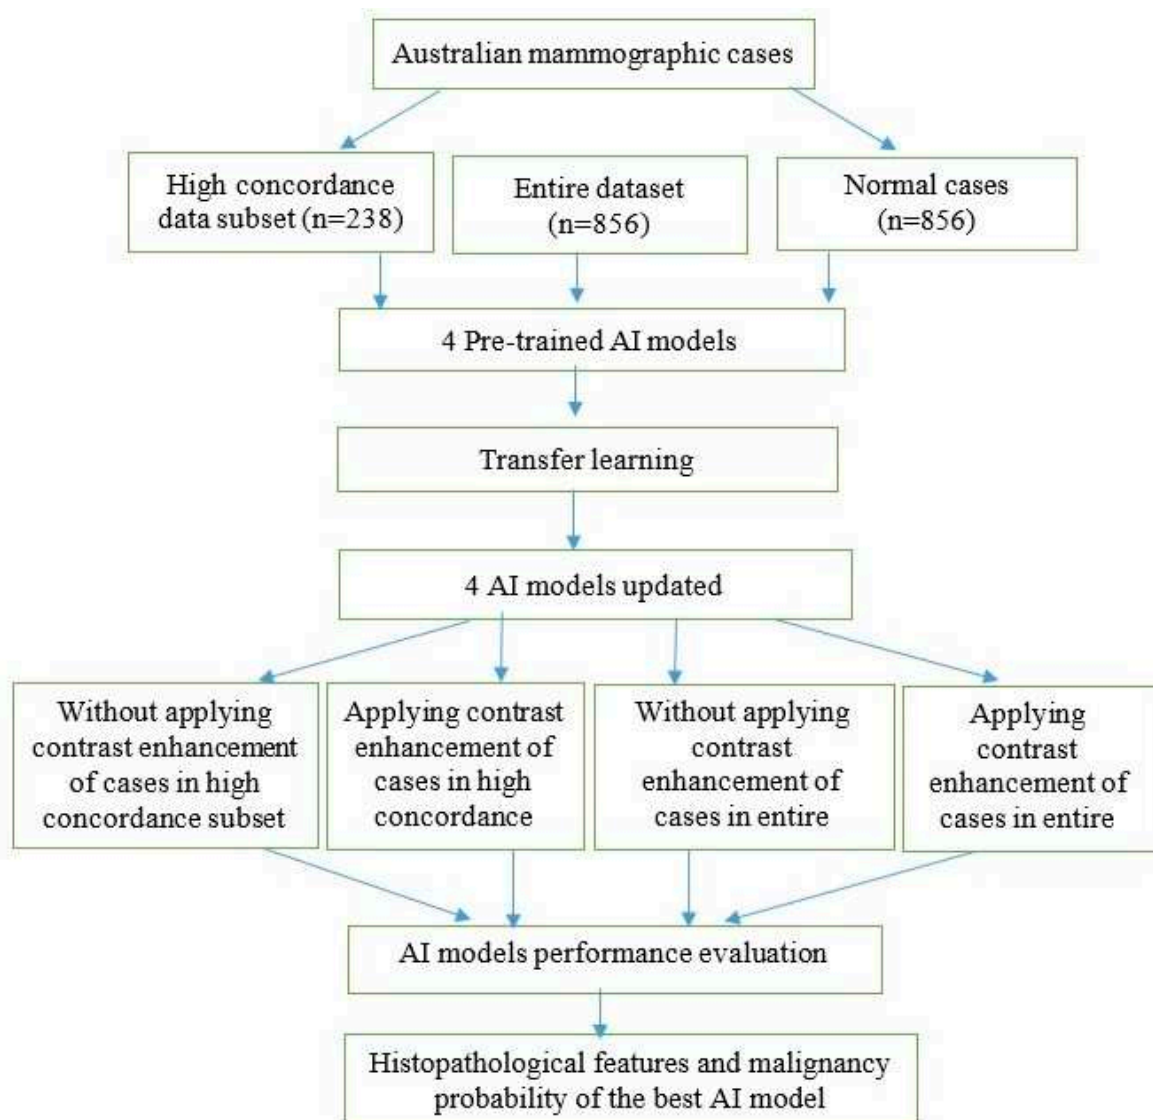 Australian mammographic cases
High concordance
data subset (n=238)
Entire dataset
(n=856)
Normal cases
(n=856)
4 Pre-trained AI models
Transfer learning
4 AI models updated
Without applying
contrast enhancement
of cases in high
concordance subset
Applying contrast
enhancement of
cases in high
concordance
Without applying
contrast
enhancement of
cases in entire
Applying
contrast
enhancement of
cases in entire
AI models performance evaluation
Histopathological features and malignancy
probability of the best AI model